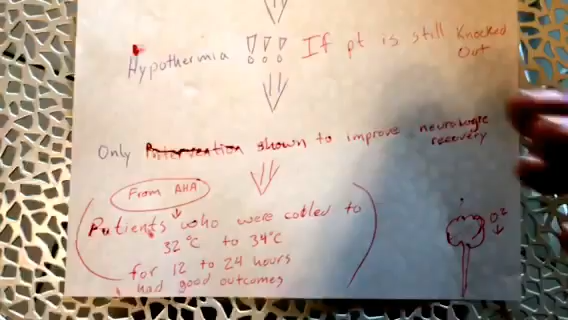 Hypothermia !!! If pt is still Knocked
Out
Only Intervention shown to improve neurologic
recovery
From AHA
Patients who were cooled to
32°C to 34°C
for 12 to 24 hours
had good outcomes
O²